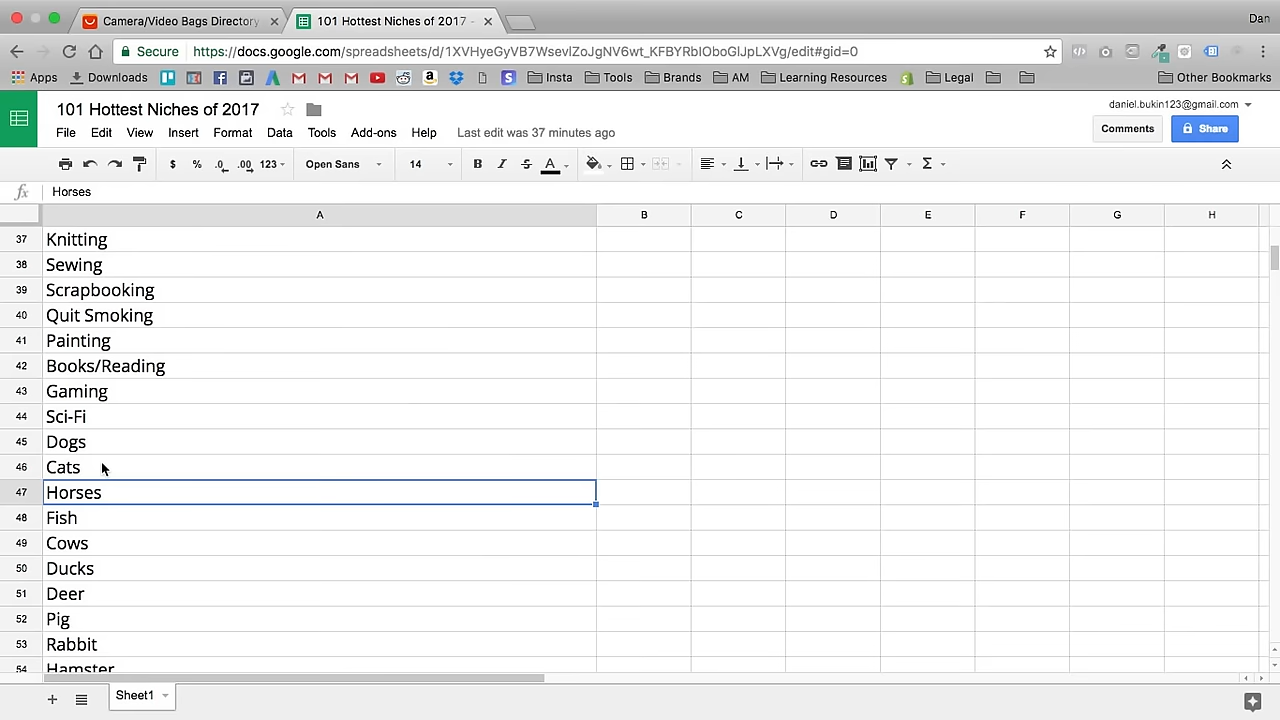 Camera/Video Bags Directory
101 Hottest Niches of 2017 -
Dan
Secure
https://docs.google.com/spreadsheets/d/1XVHyeGyVB7WsevlZoJgNV6wt_KFBYRbIOboGlJpLXVg/edit#gid=0
Apps
Downloads
Insta
Tools
Brands
AM
Learning Resources
Legal
Other Bookmarks
101 Hottest Niches of 2017
daniel.bukin123@gmail.com
File Edit View Insert Format Data Tools Add-ons Help Last edit was 37 minutes ago
Comments
Share
$ % .0 .00 123 Open Sans 14 B I S A Σ
fx Horses
A B C D E F G H
37 Knitting
38 Sewing
39 Scrapbooking
40 Quit Smoking
41 Painting
42 Books/Reading
43 Gaming
44 Sci-Fi
45 Dogs
46 Cats
47 Horses
48 Fish
49 Cows
50 Ducks
51 Deer
52 Pig
53 Rabbit
54 Hamster
Sheet1